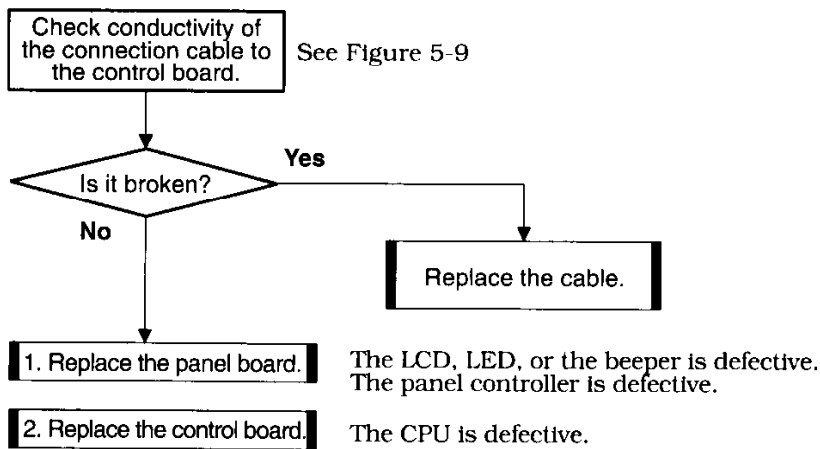 Check conductivity of
the connection cable to
the control board.
See Figure 5-9
Is it broken?
Yes
No
Replace the cable.
1. Replace the panel board.
The LCD, LED, or the beeper is defective.
The panel controller is defective.
2. Replace the control board.
The CPU is defective.